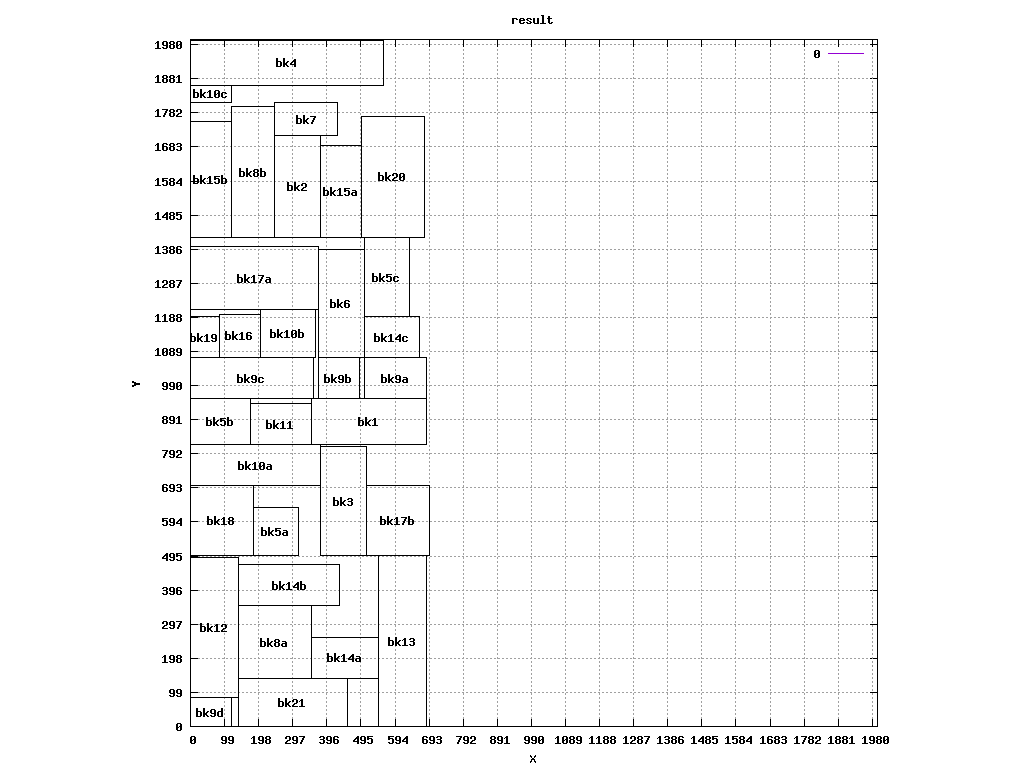 result
1980
0
bk4
1881
bk10c
1782
bk7
1683
bk8b
bk20
1584
bk15b
bk2
bk15a
1485
1386
bk17a
bk5c
1287
bk6
1188
bk19 bk16 bk10b bk14c
1089
bk9c bk9b bk9a
990
891
bk5b bk11 bk1
792
bk10a
693
bk3
594
bk18 bk5a bk17b
495
bk14b
396
297
bk12 bk8a bk13
198
bk14a
99
bk21
bk9d
0
0 99 198 297 396 495 594 693 792 891 990 1089 1188 1287 1386 1485 1584 1683 1782 1881 1980
X
Y